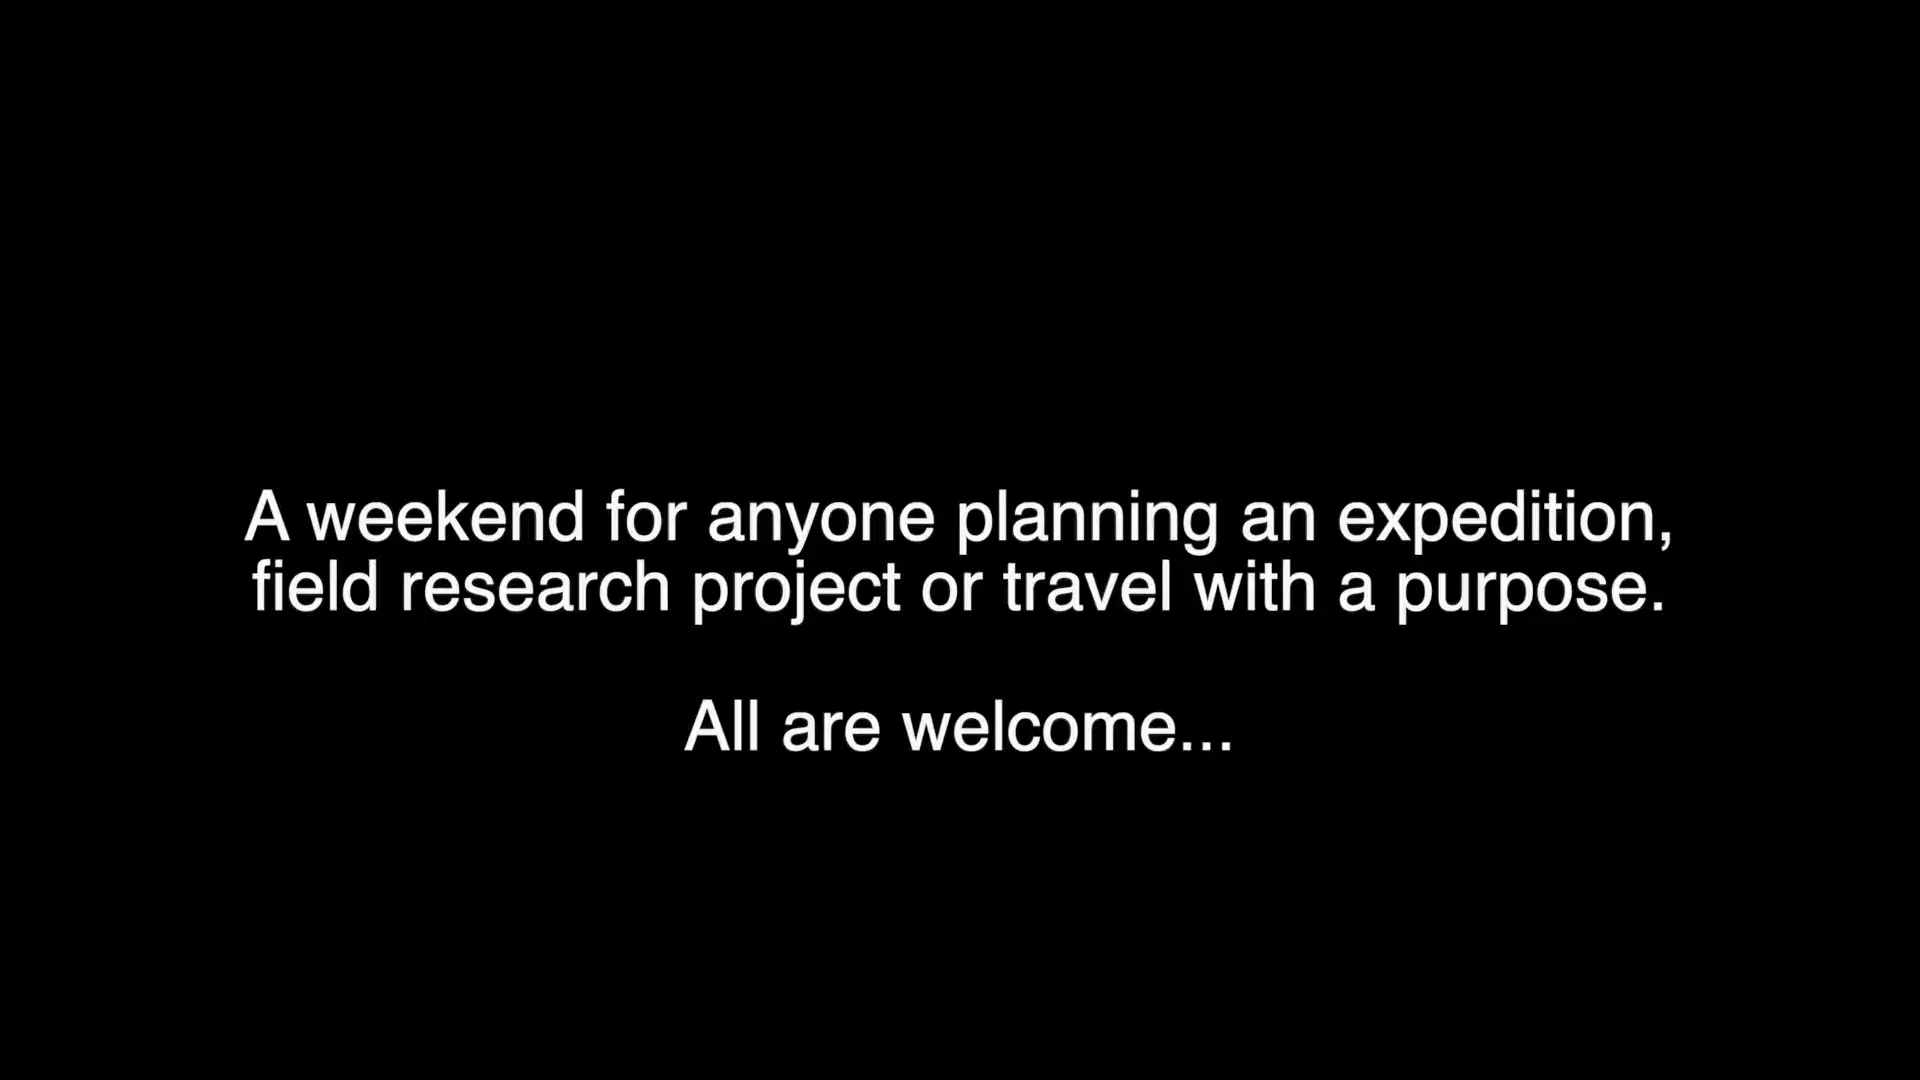 A weekend for anyone planning an expedition,
field research project or travel with a purpose.
All are welcome...